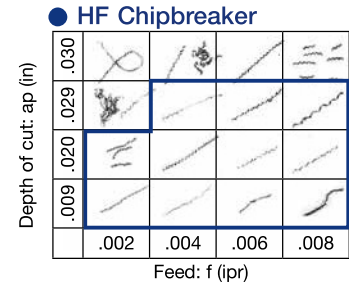 HF Chipbreaker
Depth of cut: ap (in)
.030
.029
.020
.009
.002 .004 .006 .008
Feed: f (ipr)